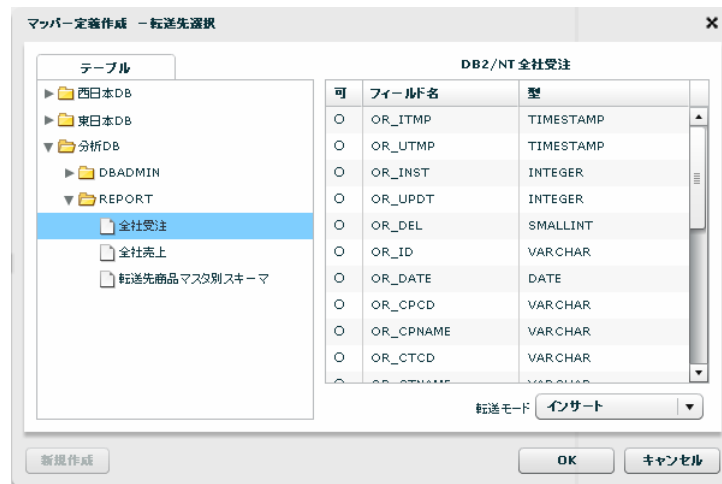 マッパー定義作成 －転送先選択
テーブル
西日本DB
東日本DB
分析DB
DBADMIN
REPORT
全社受注
全社売上
転送先商品マスタ別スキーマ
DB2/NT 全社受注
可 フィールド名 型
○ OR_ITMP TIMESTAMP
○ OR_UTMP TIMESTAMP
○ OR_INST INTEGER
○ OR_UPDT INTEGER
○ OR_DEL SMALLINT
○ OR_ID VARCHAR
○ OR_DATE DATE
○ OR_CPCD VARCHAR
○ OR_CPNAME VARCHAR
○ OR_CTCD VARCHAR
転送モード インサート
新規作成 OK キャンセル